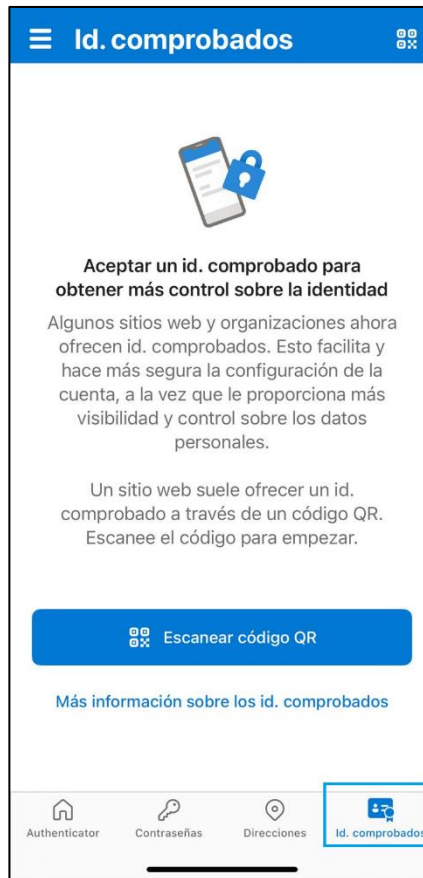 Id. comprobados
Aceptar un id. comprobado para
obtener más control sobre la identidad
Algunos sitios web y organizaciones ahora
ofrecen id. comprobados. Esto facilita y
hace más segura la configuración de la
cuenta, a la vez que le proporciona más
visibilidad y control sobre los datos
personales.
Un sitio web suele ofrecer un id.
comprobado a través de un código QR.
Escanee el código para empezar.
Escanear código QR
Más información sobre los id. comprobados
Authenticator Contraseñas Direcciones Id. comprobados